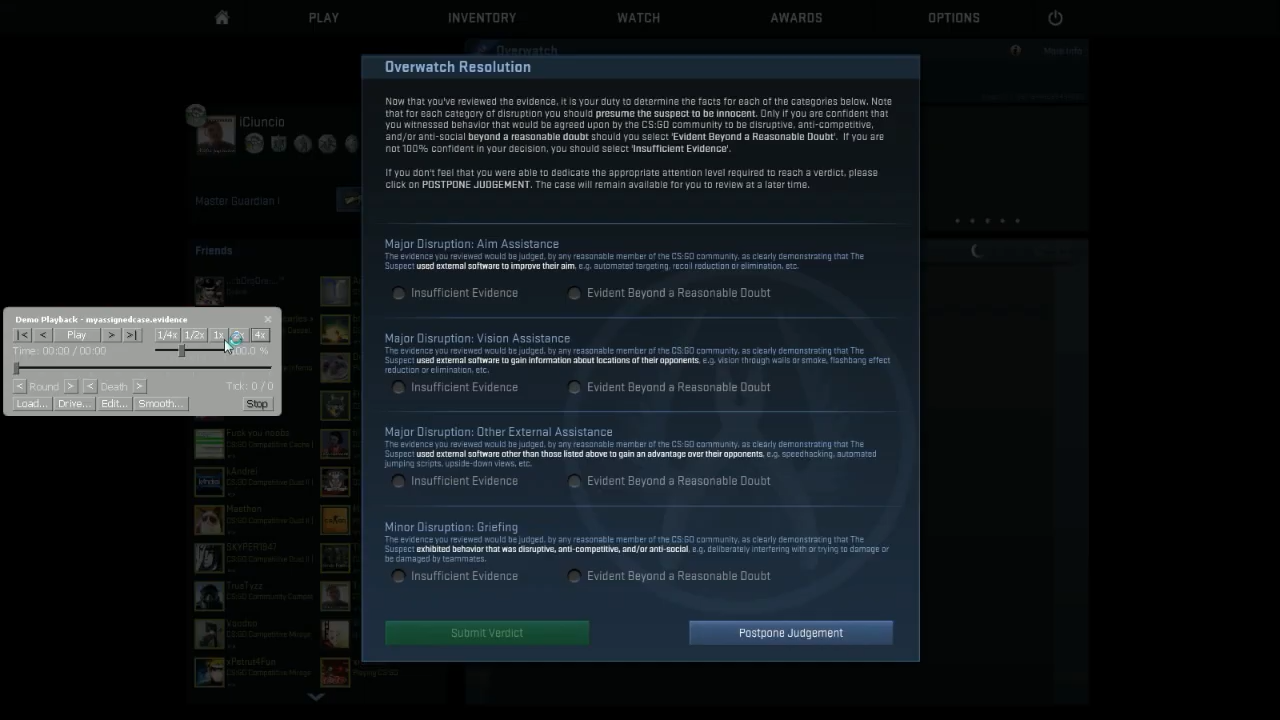 PLAY
INVENTORY
WATCH
AWARDS
OPTIONS
Overwatch
More Info
Overwatch Resolution
Now that you've reviewed the evidence, it is your duty to determine the facts for each of the categories below. Note
that for each category of disruption you should presume the suspect to be innocent. Only if you are confident that
you witnessed behavior that would be agreed upon by the CS:GO community to be disruptive, anti-competitive,
and/or anti-social beyond a reasonable doubt should you select 'Evident Beyond a Reasonable Doubt'. If you are
not 100% confident in your decision, you should select 'Insufficient Evidence'.
If you don't feel that you were able to dedicate the appropriate attention level required to reach a verdict, please
click on POSTPONE JUDGEMENT. The case will remain available for you to review at a later time.
iCiuncio
Master Guardian I
Friends
Major Disruption: Aim Assistance
The evidence you reviewed would be judged, by any reasonable member of the CS:GO community, as clearly demonstrating that The
Suspect used external software to improve their aim, e.g. automated targeting, recoil reduction or elimination, etc.
Insufficient Evidence
Evident Beyond a Reasonable Doubt
Major Disruption: Vision Assistance
The evidence you reviewed would be judged, by any reasonable member of the CS:GO community, as clearly demonstrating that The
Suspect used external software to gain information about locations of their opponents, e.g. vision through walls or smoke, flashbang effect
reduction or elimination, etc.
Insufficient Evidence
Evident Beyond a Reasonable Doubt
Major Disruption: Other External Assistance
The evidence you reviewed would be judged, by any reasonable member of the CS:GO community, as clearly demonstrating that The
Suspect used external software other than those listed above to gain an advantage over their opponents, e.g. speedhacking, automated
jumping scripts, upside-down views, etc.
Insufficient Evidence
Evident Beyond a Reasonable Doubt
Minor Disruption: Griefing
The evidence you reviewed would be judged, by any reasonable member of the CS:GO community, as clearly demonstrating that The
Suspect exhibited behavior that was disruptive, anti-competitive, and/or anti-social, e.g. deliberately interfering with or trying to damage or
be damaged by teammates.
Insufficient Evidence
Evident Beyond a Reasonable Doubt
Submit Verdict
Postpone Judgement
Demo Playback - myassignedcase.evidence
|< < Play > >| 1/4x 1/2x 1x 2x 4x
Time: 00:00 / 00:00
< Round > < Death > Tick: 0 / 0
Load... Drive... Edit... Smooth... Stop
Funk you noobs
kAndrei
Maethan
SKYPER1847
TrueTyzz
xPetrus4Fun
CS:GO Competitive Mirage
Playing CS:GO